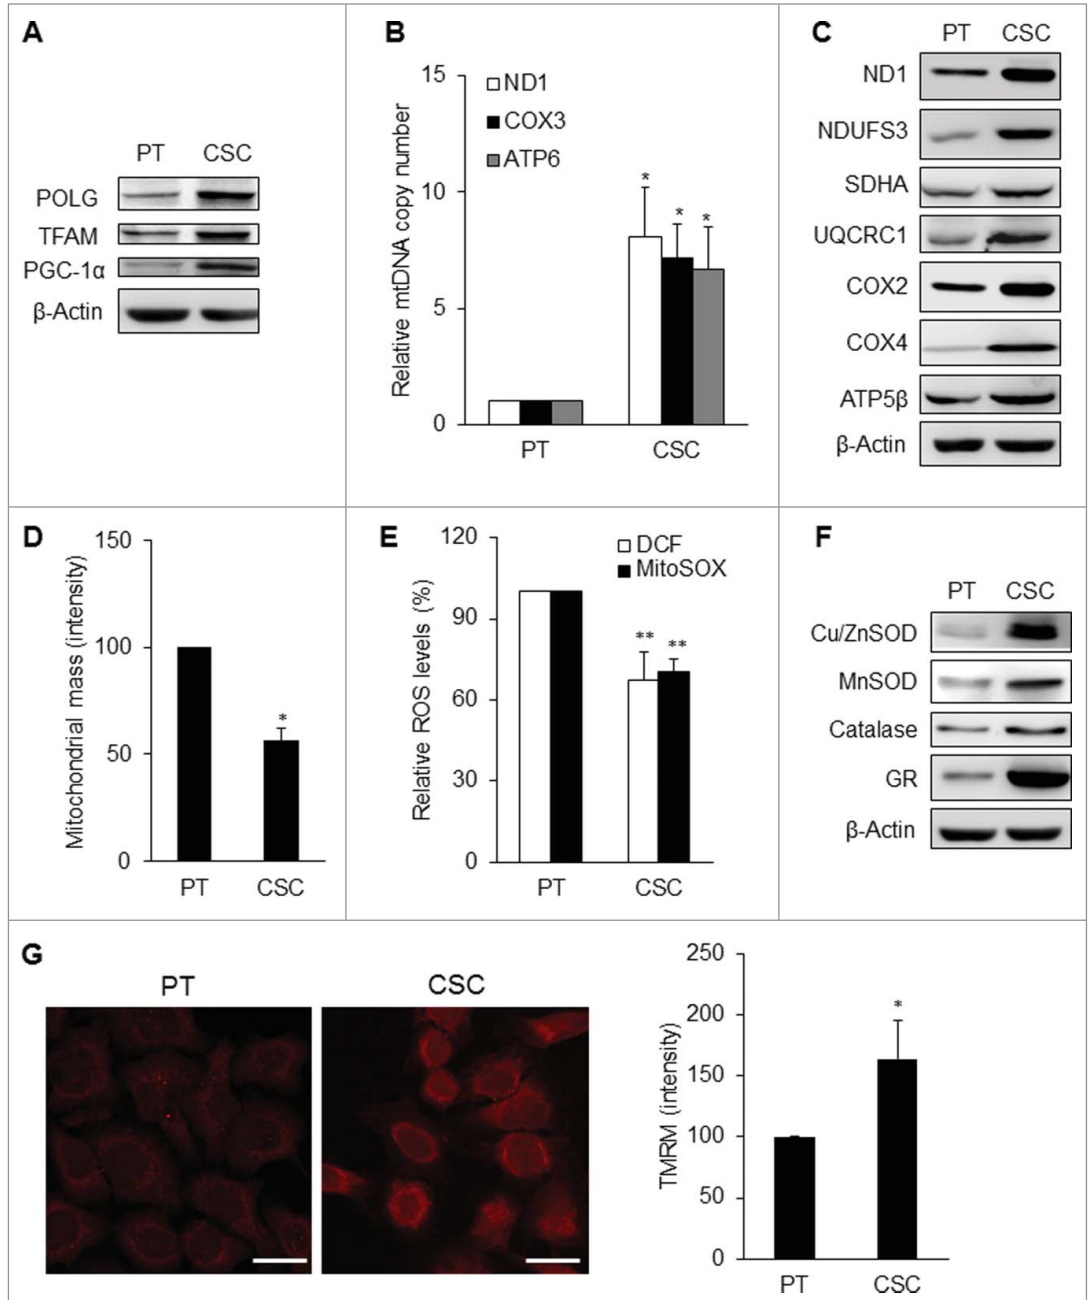 A
PT CSC
POLG
TFAM
PGC-1α
β-Actin
B
15
10
5
0
Relative mtDNA copy number
ND1
COX3
ATP6
* * *
PT CSC
C
PT CSC
ND1
NDUFS3
SDHA
UQCRC1
COX2
COX4
ATP5β
β-Actin
D
150
100
50
0
Mitochondrial mass (intensity)
*
PT CSC
E
120
90
60
30
0
Relative ROS levels (%)
DCF
MitoSOX
** **
PT CSC
F
PT CSC
Cu/ZnSOD
MnSOD
Catalase
GR
β-Actin
G
PT CSC
250
200
150
100
50
0
TMRM (intensity)
*
PT CSC